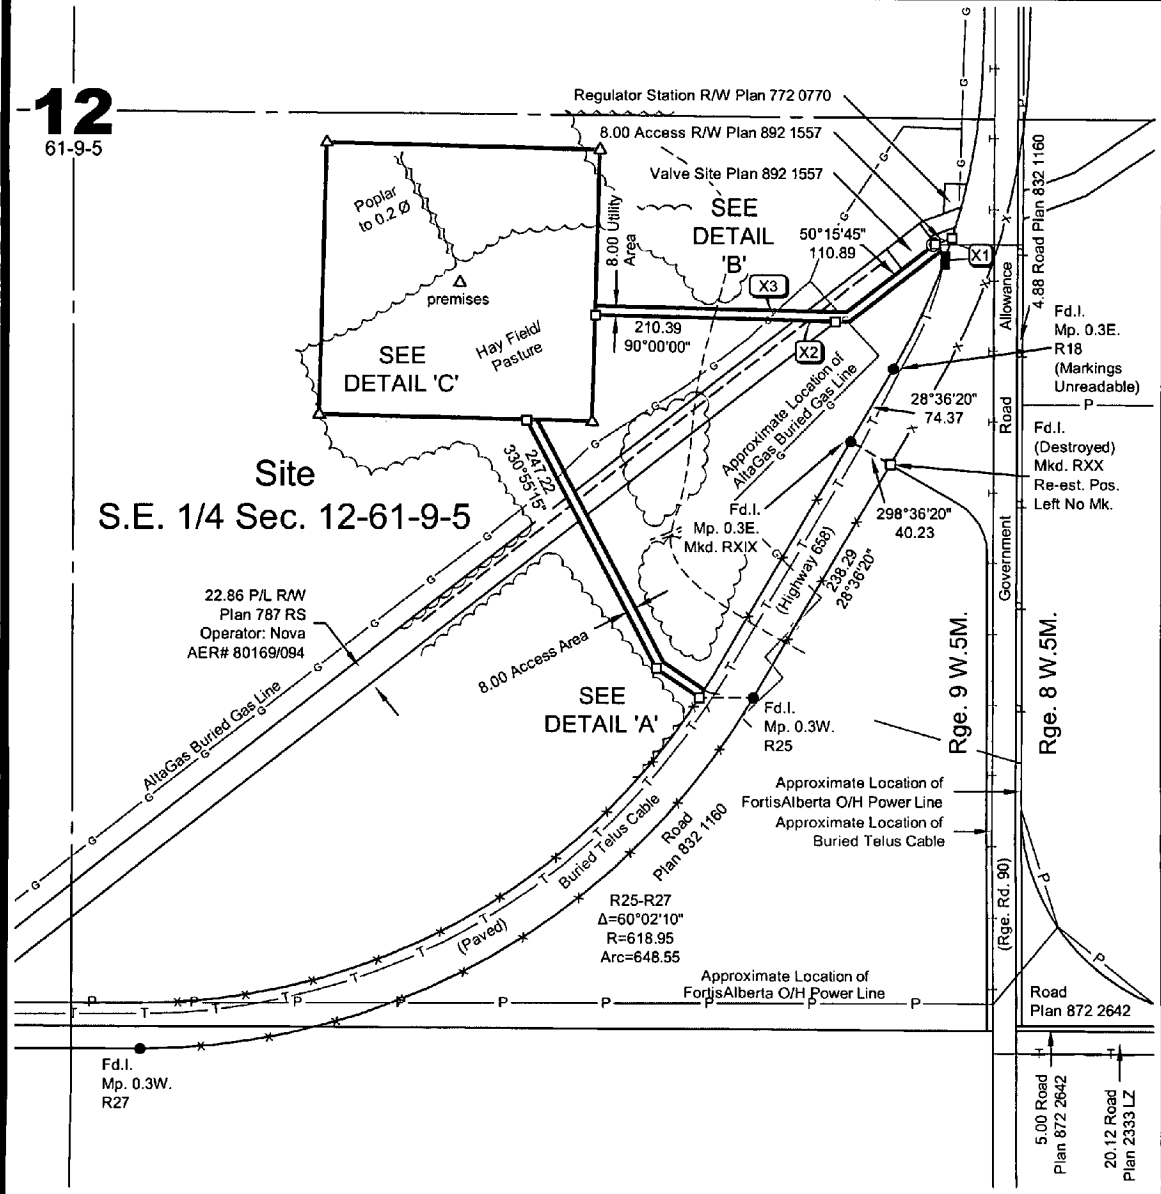 12
61-9-5
Regulator Station R/W Plan 772 0770
8.00 Access R/W Plan 892 1557
Valve Site Plan 892 1557
SEE
DETAIL
'B'
50°15'45"
110.89
X1
X3
X2
8.00 Utility
Area
210.39
90°00'00"
Poplar
to 0.2 Ø
premises
Hay Field/
Pasture
SEE
DETAIL 'C'
4.88 Road Plan 832 1160
Government Road Allowance
Fd.I.
Mp. 0.3E.
R18
(Markings
Unreadable)
P
28°36'20"
74.37
Fd.I.
(Destroyed)
Mkd. RXX
Re-est. Pos.
Left No Mk.
Approximate Location of
AltaGas Buried Gas Line
Site
S.E. 1/4 Sec. 12-61-9-5
247.22
330°55'15"
Fd.I.
Mp. 0.3E.
Mkd. RXIX
298°36'20"
40.23
(Highway 658)
238.29
28°36'20"
22.86 P/L R/W
Plan 787 RS
Operator: Nova
AER# 80169/094
8.00 Access Area
SEE
DETAIL 'A'
Fd.I.
Mp. 0.3W.
R25
Rge. 9 W.5M.
Rge. 8 W.5M.
AltaGas Buried Gas Line
Approximate Location of
FortisAlberta O/H Power Line
Approximate Location of
Buried Telus Cable
Buried Telus Cable
Road
Plan 832 1160
(Paved)
R25-R27
Δ=60°02'10"
R=618.95
Arc=648.55
(Rge. Rd. 90)
Approximate Location of
FortisAlberta O/H Power Line
Road
Plan 872 2642
Fd.I.
Mp. 0.3W.
R27
5.00 Road
Plan 872 2642
20.12 Road
Plan 2333 LZ